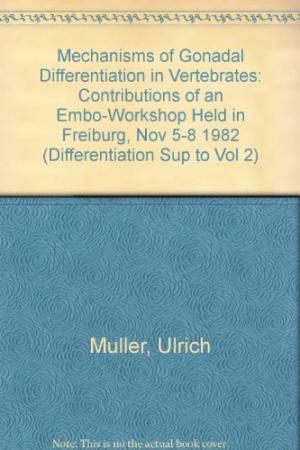 Mechanisms of Gonadal
Differentiation in Vertebrates:
Contributions of an
Embo-Workshop Held in
Freiburg, Nov 5-8 1982
(Differentiation Sup to Vol 2)
Muller, Ulrich
Note: This is no the actual book cover